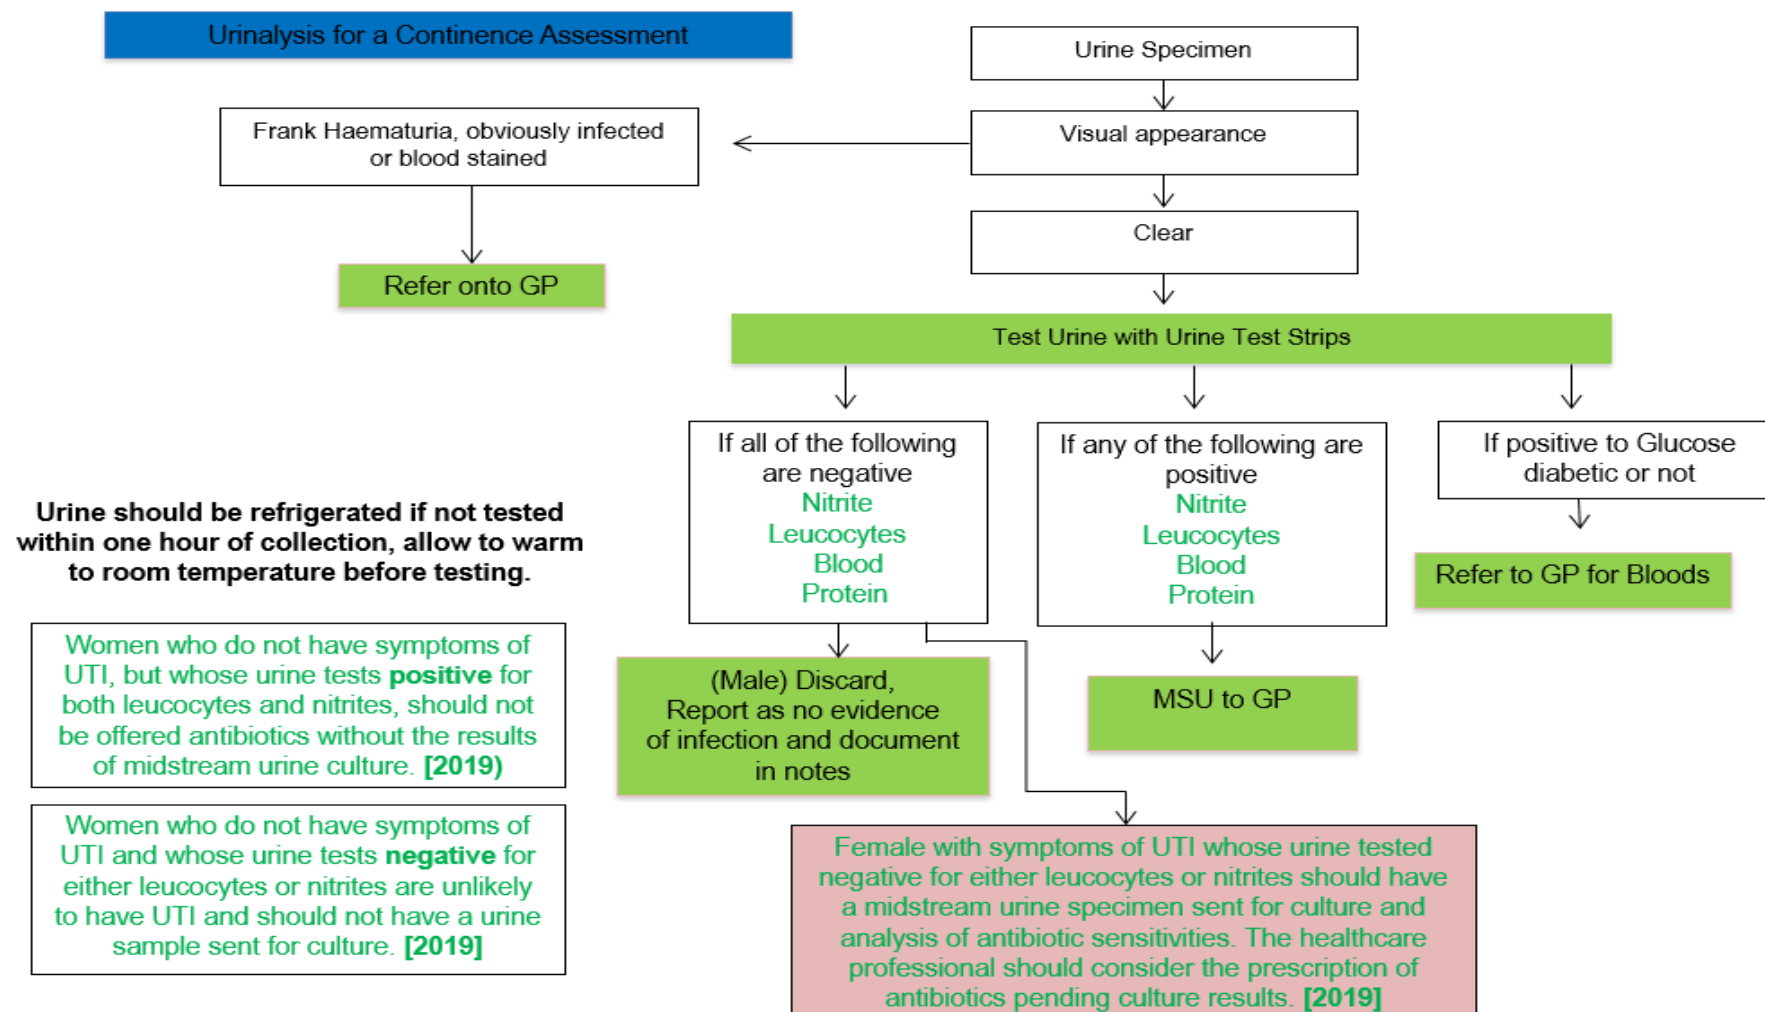 Urinalysis for a Continence Assessment
Urine Specimen
Visual appearance
Frank Haematuria, obviously infected
or blood stained
Clear
Refer onto GP
Test Urine with Urine Test Strips
If all of the following
are negative
Nitrite
Leucocytes
Blood
Protein
If any of the following are
positive
Nitrite
Leucocytes
Blood
Protein
If positive to Glucose
diabetic or not
Refer to GP for Bloods
(Male) Discard,
Report as no evidence
of infection and document
in notes
MSU to GP
Urine should be refrigerated if not tested
within one hour of collection, allow to warm
to room temperature before testing.
Women who do not have symptoms of
UTI, but whose urine tests positive for
both leucocytes and nitrites, should not
be offered antibiotics without the results
of midstream urine culture. [2019)
Women who do not have symptoms of
UTI and whose urine tests negative for
either leucocytes or nitrites are unlikely
to have UTI and should not have a urine
sample sent for culture. [2019]
Female with symptoms of UTI whose urine tested
negative for either leucocytes or nitrites should have
a midstream urine specimen sent for culture and
analysis of antibiotic sensitivities. The healthcare
professional should consider the prescription of
antibiotics pending culture results. [2019]